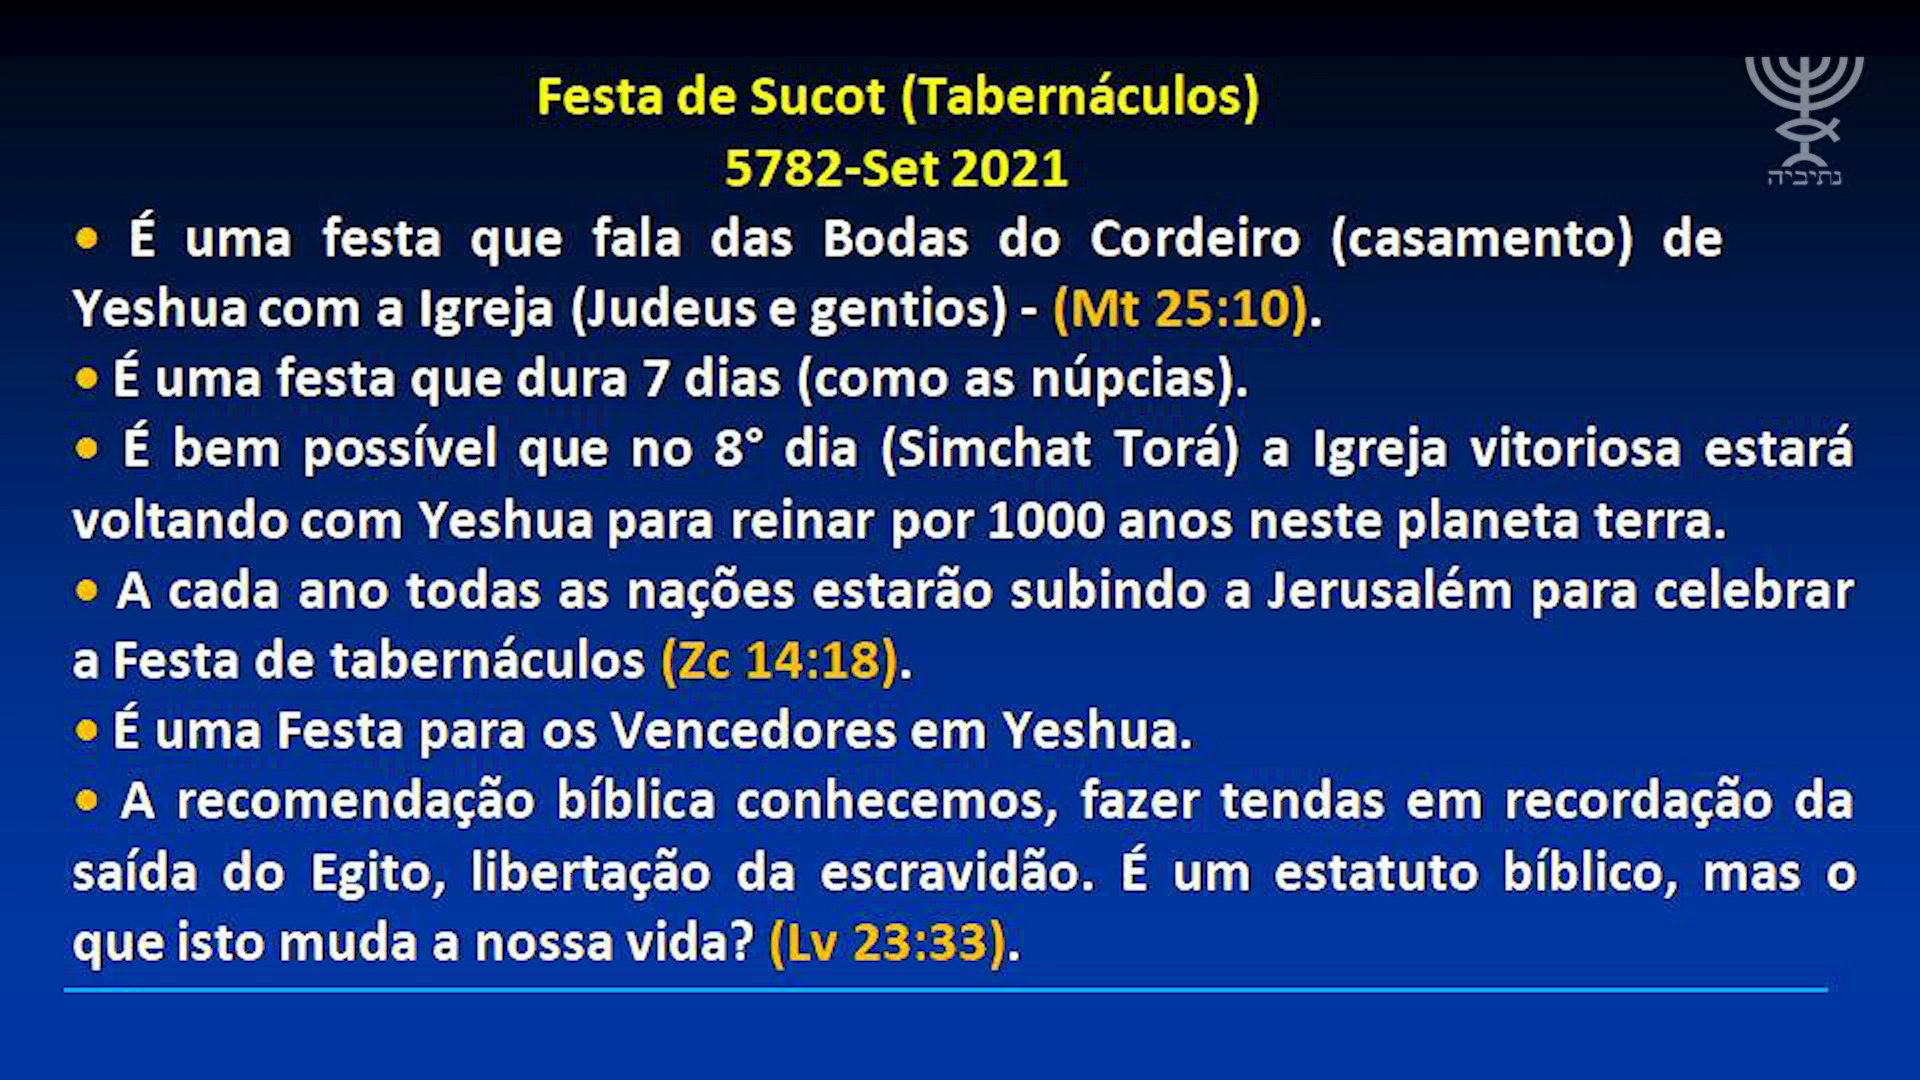 Festa de Sucot (Tabernáculos)
5782-Set 2021
נתיביה
• É uma festa que fala das Bodas do Cordeiro (casamento) de
Yeshua com a Igreja (Judeus e gentios) - (Mt 25:10).
• É uma festa que dura 7 dias (como as núpcias).
• É bem possível que no 8° dia (Simchat Torá) a Igreja vitoriosa estará
voltando com Yeshua para reinar por 1000 anos neste planeta terra.
• A cada ano todas as nações estarão subindo a Jerusalém para celebrar
a Festa de tabernáculos (Zc 14:18).
• É uma Festa para os Vencedores em Yeshua.
• A recomendação bíblica conhecemos, fazer tendas em recordação da
saída do Egito, libertação da escravidão. É um estatuto bíblico, mas o
que isto muda a nossa vida? (Lv 23:33).